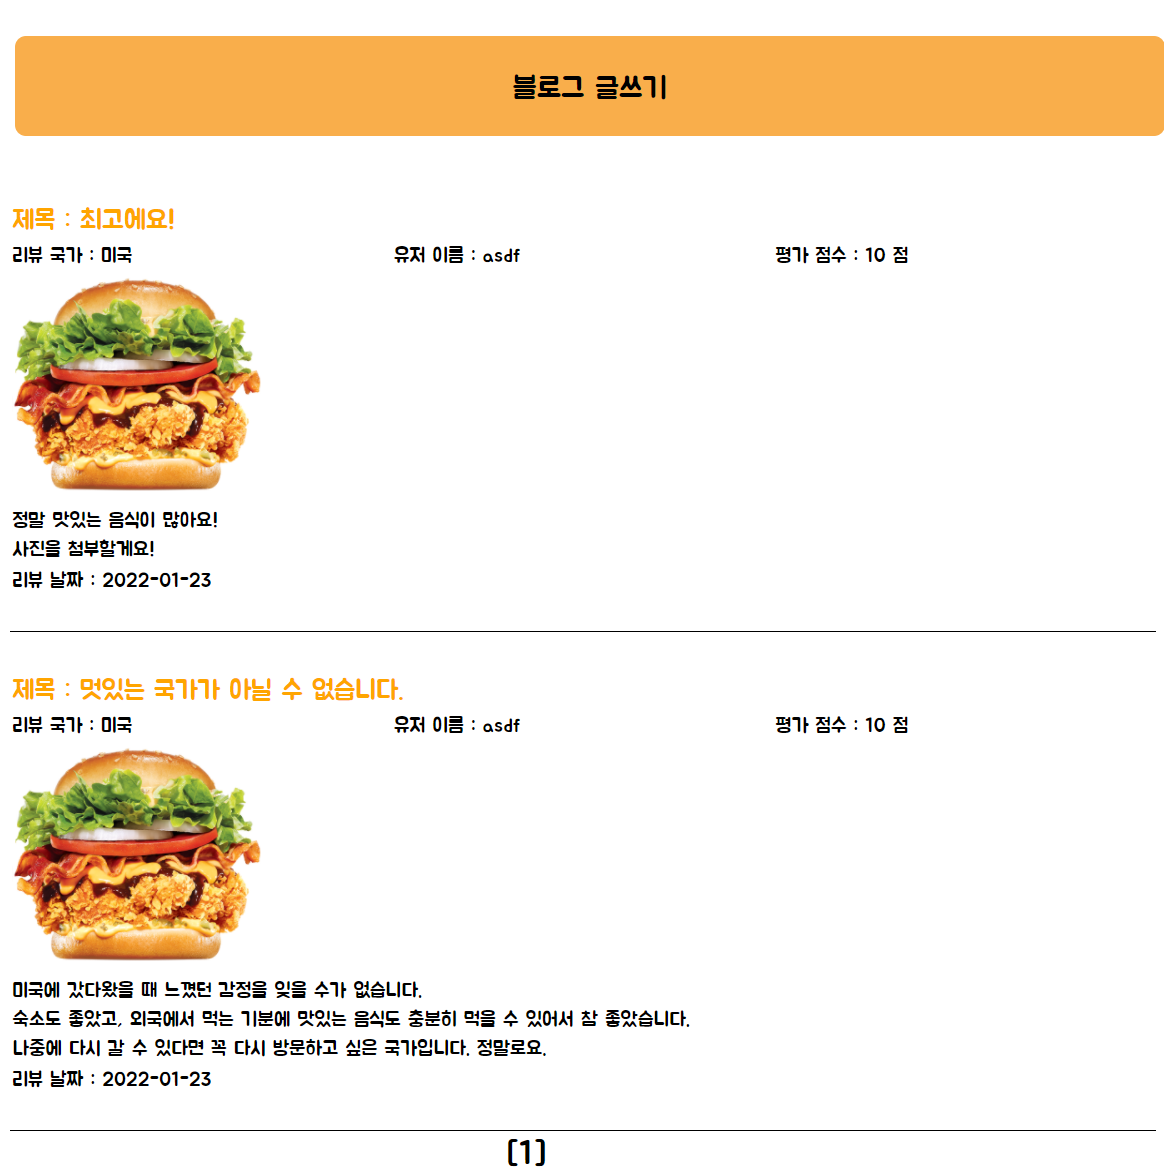 블로그 글쓰기
제목 : 최고에요!
리뷰 국가 : 미국 유저 이름 : asdf 평가 점수 : 10 점
정말 맛있는 음식이 많아요!
사진을 첨부할게요!
리뷰 날짜 : 2022-01-23
제목 : 멋있는 국가가 아닐 수 없습니다.
리뷰 국가 : 미국 유저 이름 : asdf 평가 점수 : 10 점
미국에 갔다왔을 때 느꼈던 감정을 잊을 수가 없습니다.
숙소도 좋았고, 외국에서 먹는 기분에 맛있는 음식도 충분히 먹을 수 있어서 참 좋았습니다.
나중에 다시 갈 수 있다면 꼭 다시 방문하고 싶은 국가입니다. 정말로요.
리뷰 날짜 : 2022-01-23
[1]